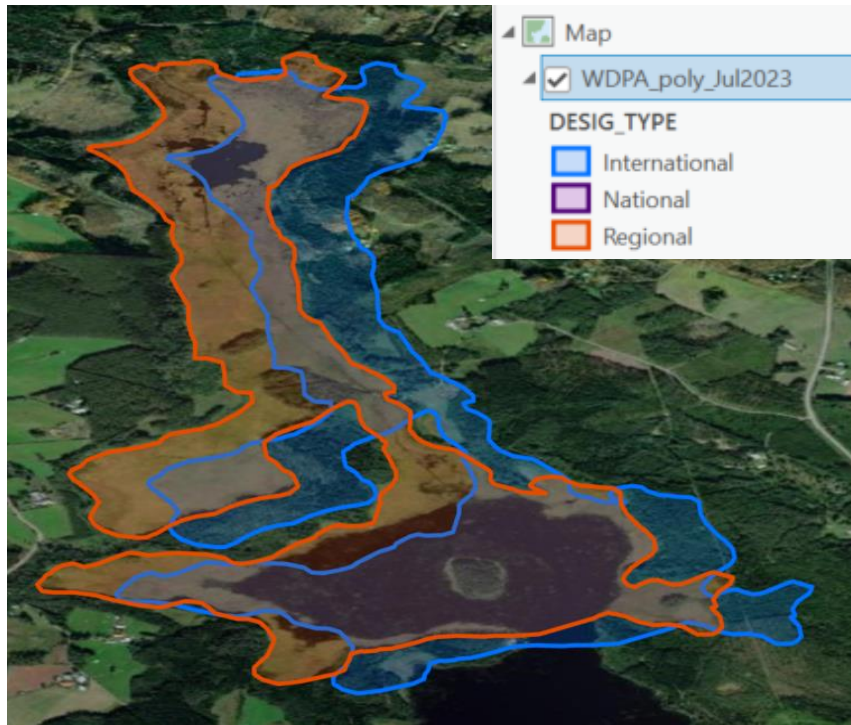 Map
WDPA_poly_Jul2023
DESIG_TYPE
International
National
Regional